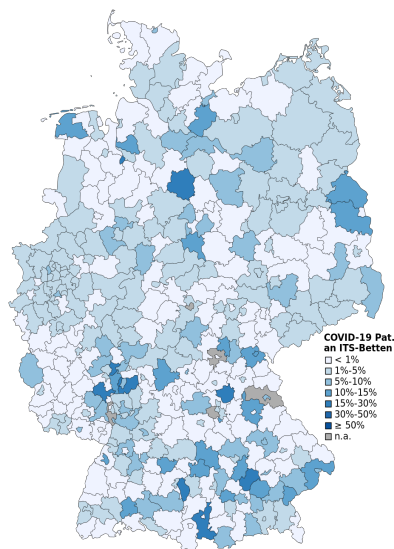 COVID-19 Pat.
an ITS-Betten
< 1%
1%-5%
5%-10%
10%-15%
15%-30%
30%-50%
≥ 50%
n.a.